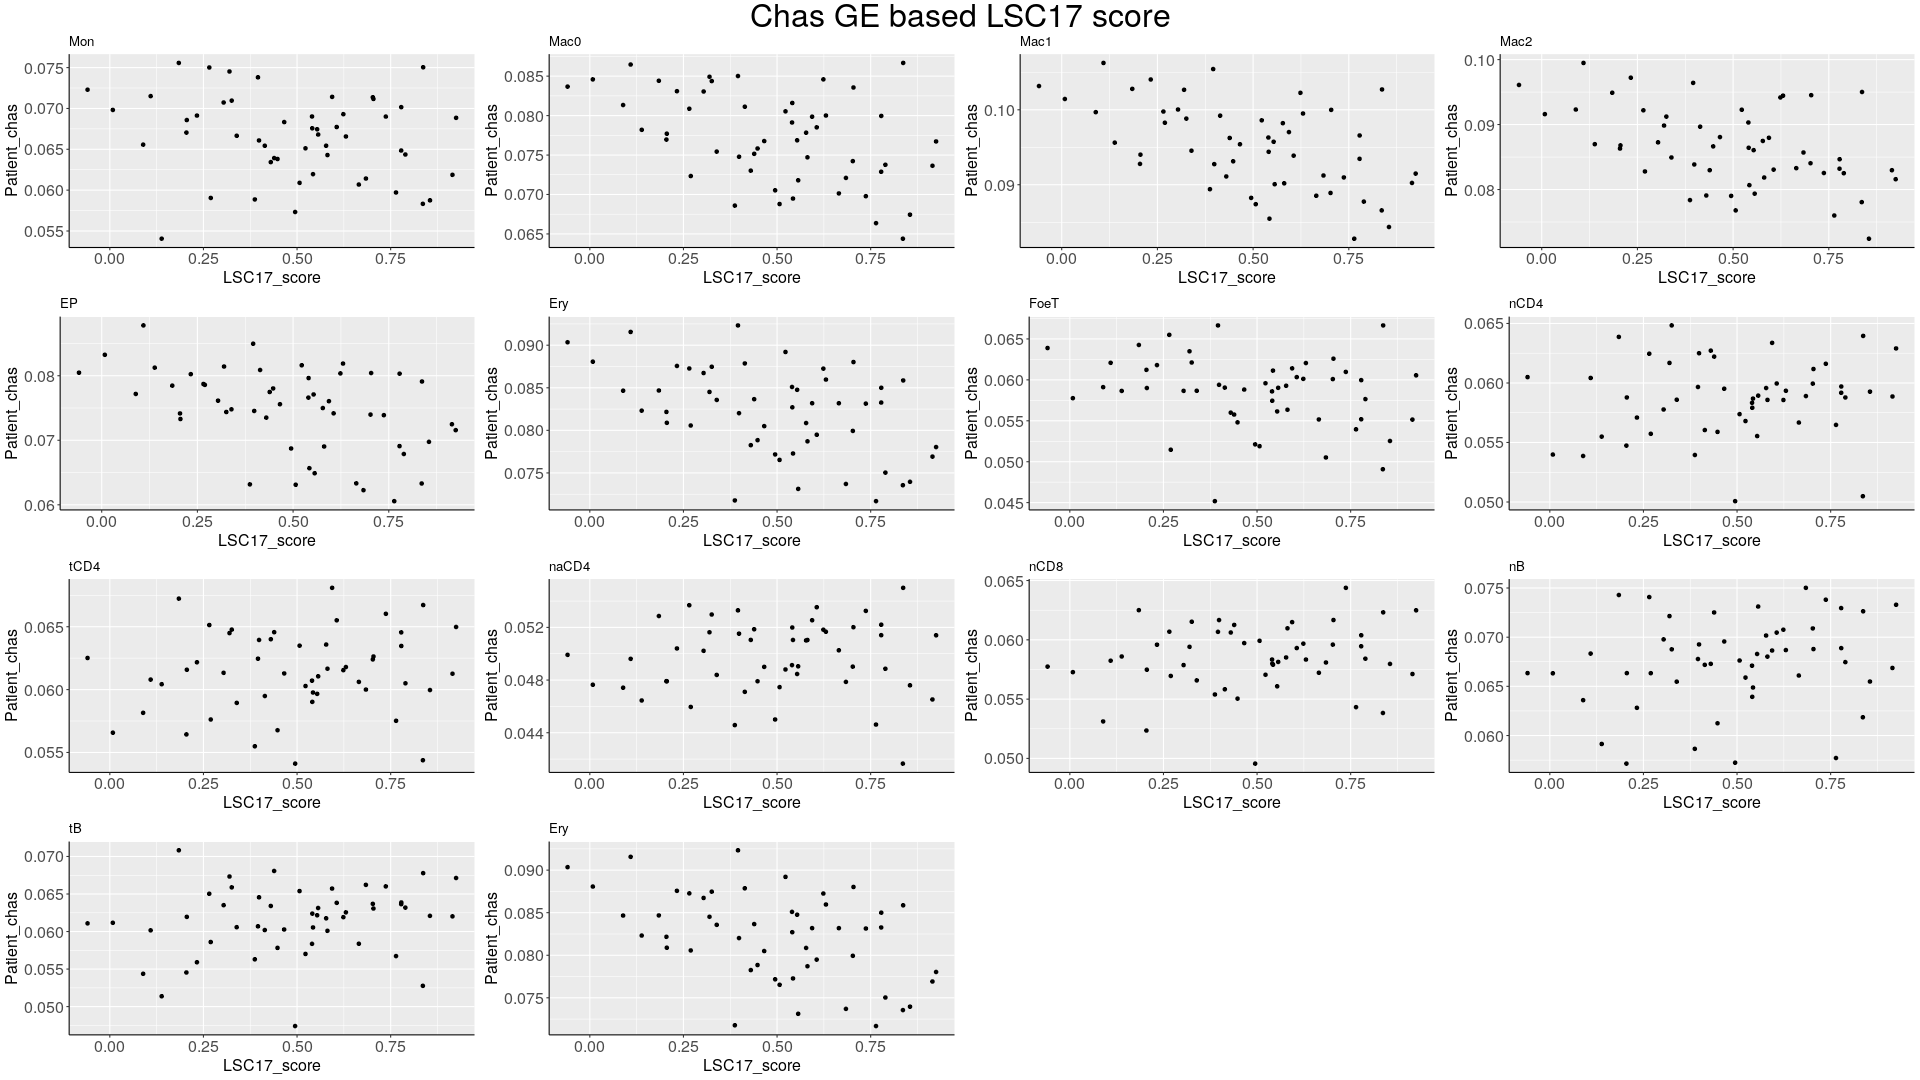 Chas GE based LSC17 score
Mon
Patient_chas
0.075
0.070
0.065
0.060
0.055
0.00 0.25 0.50 0.75
LSC17_score
Mac0
Patient_chas
0.085
0.080
0.075
0.070
0.065
0.00 0.25 0.50 0.75
LSC17_score
Mac1
Patient_chas
0.10
0.09
0.00 0.25 0.50 0.75
LSC17_score
Mac2
Patient_chas
0.10
0.09
0.08
0.00 0.25 0.50 0.75
LSC17_score
EP
Patient_chas
0.08
0.07
0.06
0.00 0.25 0.50 0.75
LSC17_score
Ery
Patient_chas
0.090
0.085
0.080
0.075
0.00 0.25 0.50 0.75
LSC17_score
FoeT
Patient_chas
0.065
0.060
0.055
0.050
0.045
0.00 0.25 0.50 0.75
LSC17_score
nCD4
Patient_chas
0.065
0.060
0.055
0.050
0.00 0.25 0.50 0.75
LSC17_score
tCD4
Patient_chas
0.065
0.060
0.055
0.00 0.25 0.50 0.75
LSC17_score
naCD4
Patient_chas
0.052
0.048
0.044
0.00 0.25 0.50 0.75
LSC17_score
nCD8
Patient_chas
0.065
0.060
0.055
0.050
0.00 0.25 0.50 0.75
LSC17_score
nB
Patient_chas
0.075
0.070
0.065
0.060
0.00 0.25 0.50 0.75
LSC17_score
tB
Patient_chas
0.070
0.065
0.060
0.055
0.050
0.00 0.25 0.50 0.75
LSC17_score
Ery
Patient_chas
0.090
0.085
0.080
0.075
0.00 0.25 0.50 0.75
LSC17_score